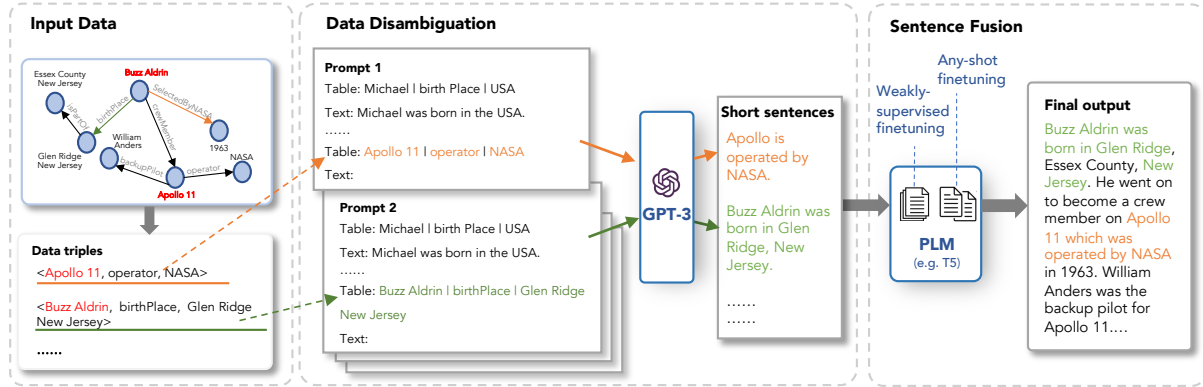 Input Data
Essex County
New Jersey
Buzz Aldrin
SelectedByNASA
birthPlace
isPartOf
crewMember
William
Anders
1963
Glen Ridge
New Jersey
NASA
backupPilot
operator
Apollo 11
Data triples
<Apollo 11, operator, NASA>
<Buzz Aldrin, birthPlace, Glen Ridge
New Jersey>
......
Data Disambiguation
Prompt 1
Table: Michael | birth Place | USA
Text: Michael was born in the USA.
......
Table: Apollo 11 | operator | NASA
Text:
Prompt 2
Table: Michael | birth Place | USA
Text: Michael was born in the USA.
......
Table: Buzz Aldrin | birthPlace | Glen Ridge
New Jersey
Text:
GPT-3
Short sentences
Apollo is
operated by
NASA.
Buzz Aldrin was
born in Glen
Ridge, New
Jersey.
......
......
Sentence Fusion
Any-shot
finetuning
Weakly-
supervised
finetuning
PLM
(e.g. T5)
Final output
Buzz Aldrin was
born in Glen Ridge,
Essex County, New
Jersey. He went on
to become a crew
member on Apollo
11 which was
operated by NASA
in 1963. William
Anders was the
backup pilot for
Apollo 11....